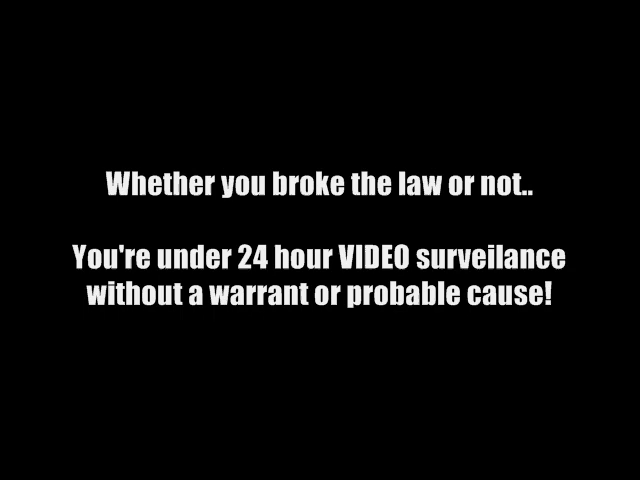 Whether you broke the law or not..
You're under 24 hour VIDEO surveilance
without a warrant or probable cause!